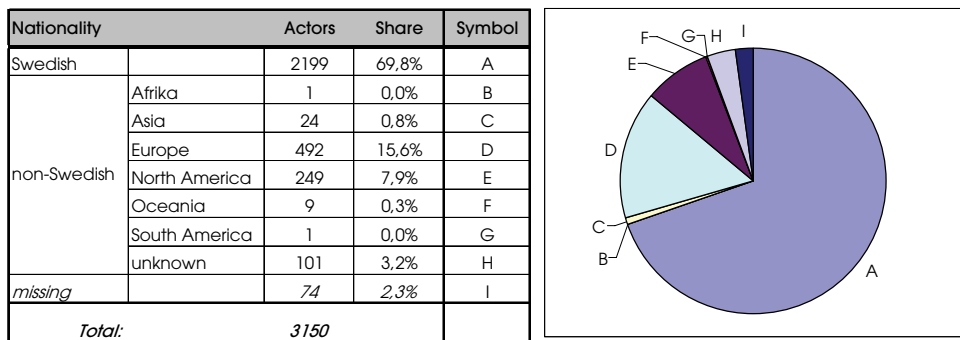 Nationality Actors Share Symbol
Swedish 2199 69,8% A
Afrika 1 0,0% B
Asia 24 0,8% C
Europe 492 15,6% D
non-Swedish North America 249 7,9% E
Oceania 9 0,3% F
South America 1 0,0% G
unknown 101 3,2% H
missing 74 2,3% I
Total: 3150
F G H I
E
D
C
B
A